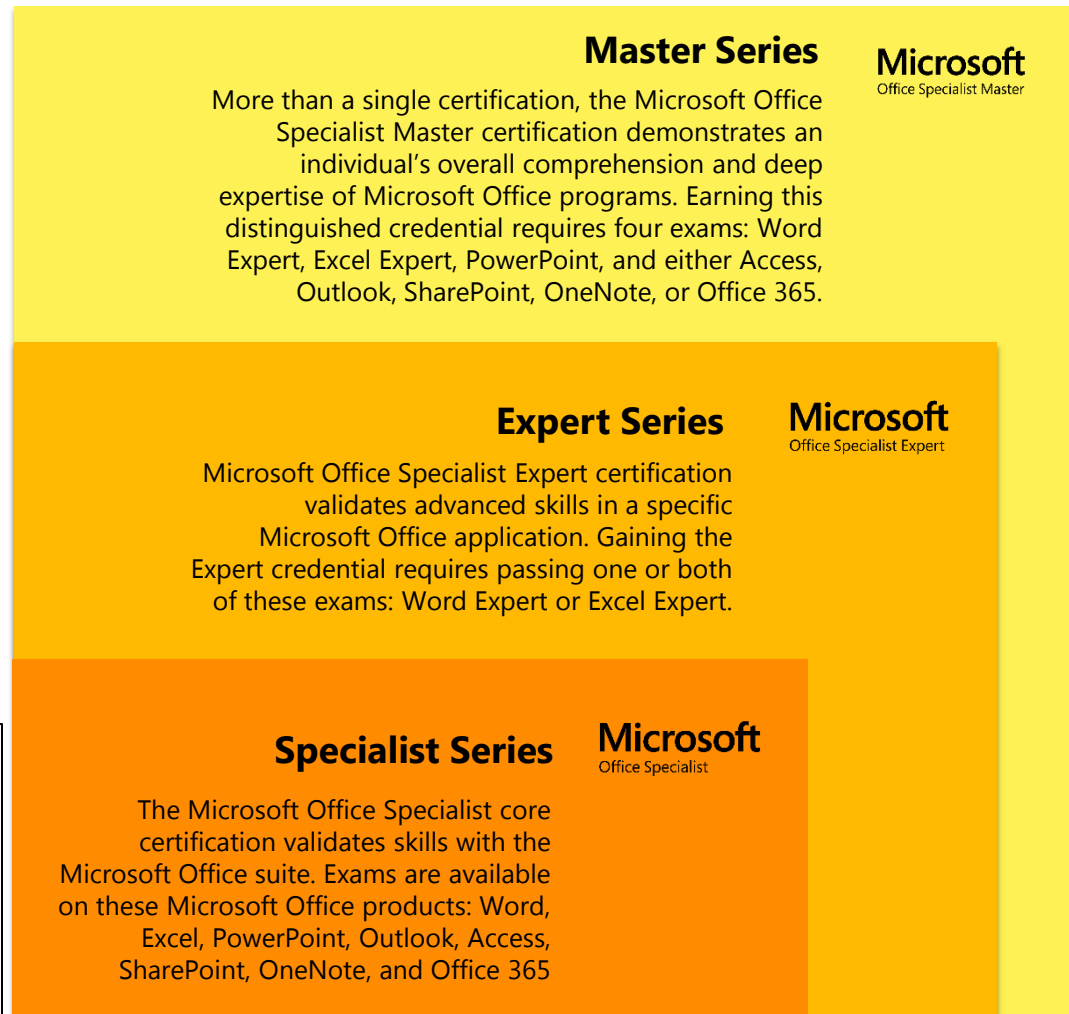 Master Series
Microsoft
Office Specialist Master
More than a single certification, the Microsoft Office
Specialist Master certification demonstrates an
individual’s overall comprehension and deep
expertise of Microsoft Office programs. Earning this
distinguished credential requires four exams: Word
Expert, Excel Expert, PowerPoint, and either Access,
Outlook, SharePoint, OneNote, or Office 365.
Expert Series
Microsoft
Office Specialist Expert
Microsoft Office Specialist Expert certification
validates advanced skills in a specific
Microsoft Office application. Gaining the
Expert credential requires passing one or both
of these exams: Word Expert or Excel Expert.
Specialist Series
Microsoft
Office Specialist
The Microsoft Office Specialist core
certification validates skills with the
Microsoft Office suite. Exams are available
on these Microsoft Office products: Word,
Excel, PowerPoint, Outlook, Access,
SharePoint, OneNote, and Office 365